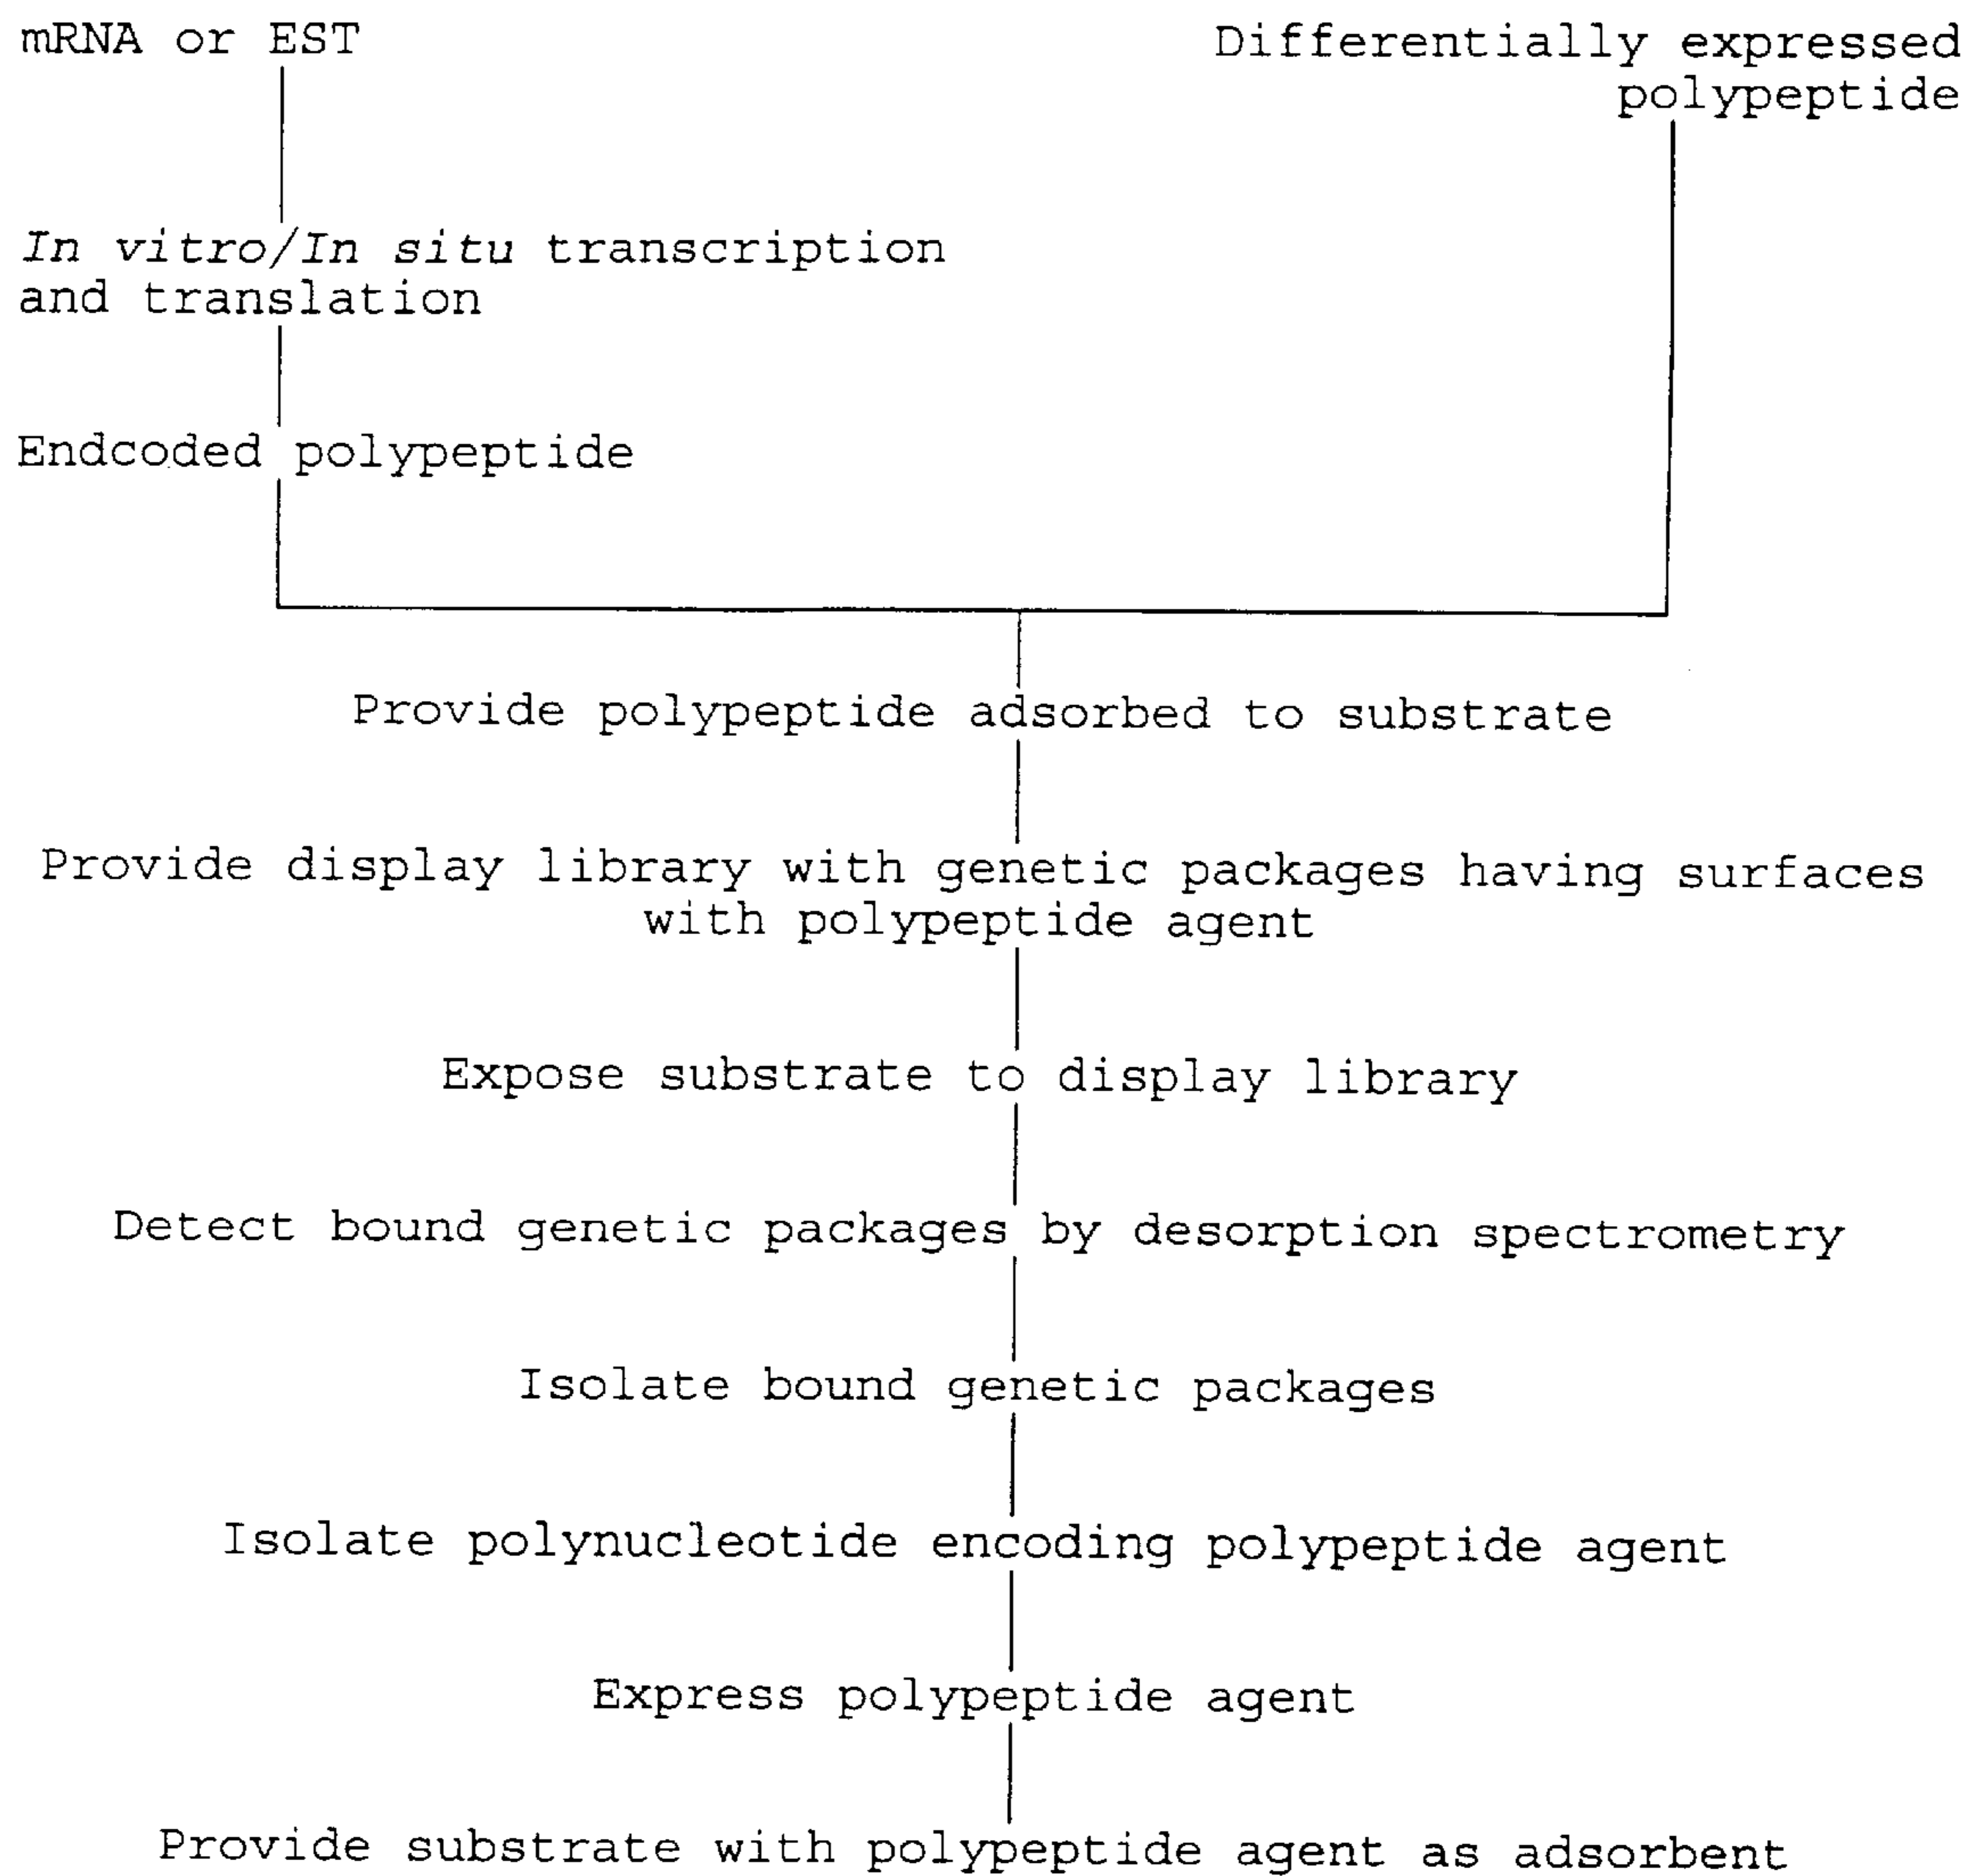 mRNA or EST
Differentially expressed
polypeptide
In vitro/In situ transcription
and translation
Endcoded polypeptide
Provide polypeptide adsorbed to substrate
Provide display library with genetic packages having surfaces
with polypeptide agent
Expose substrate to display library
Detect bound genetic packages by desorption spectrometry
Isolate bound genetic packages
Isolate polynucleotide encoding polypeptide agent
Express polypeptide agent
Provide substrate with polypeptide agent as adsorbent